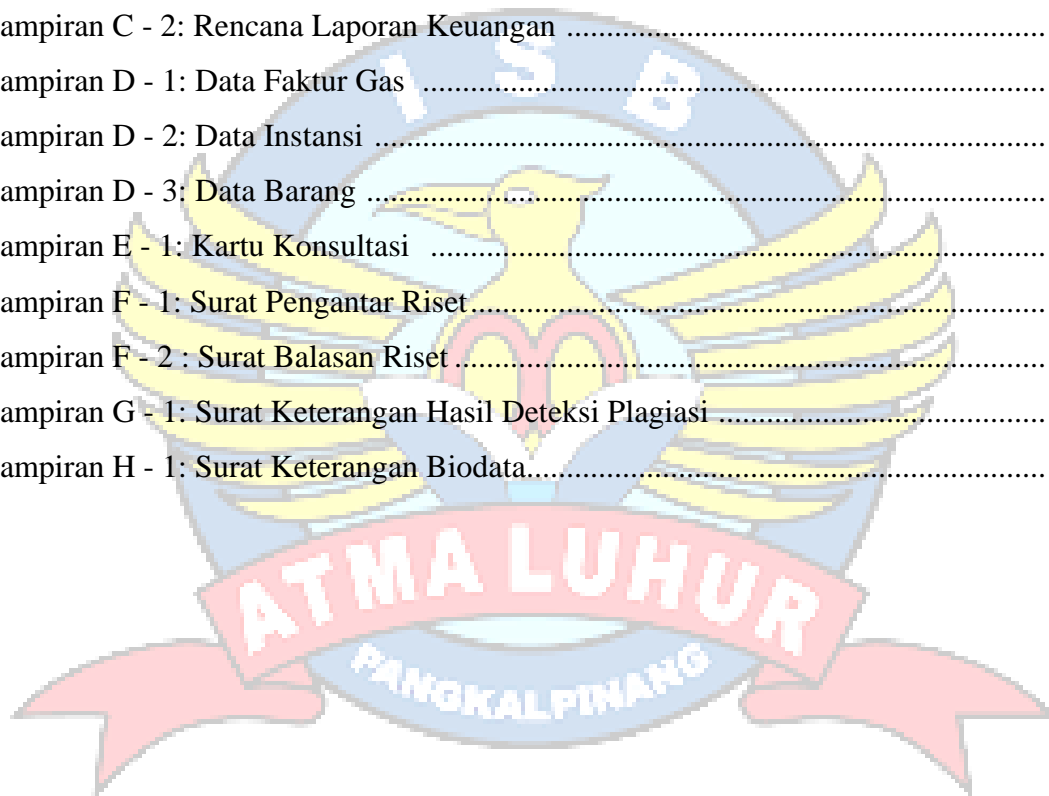 ampiran C - 2: Rencana Laporan Keuangan ............................................................
ampiran D - 1: Data Faktur Gas ..............................................................................
ampiran D - 2: Data Instansi ....................................................................................
ampiran D - 3: Data Barang .....................................................................................
ampiran E - 1: Kartu Konsultasi .............................................................................
ampiran F - 1: Surat Pengantar Riset........................................................................
ampiran F - 2 : Surat Balasan Riset..........................................................................
ampiran G - 1: Surat Keterangan Hasil Deteksi Plagiasi.........................................
ampiran H - 1: Surat Keterangan Biodata.................................................................
I S B
ATMA LUHUR
PANGKALPINANG